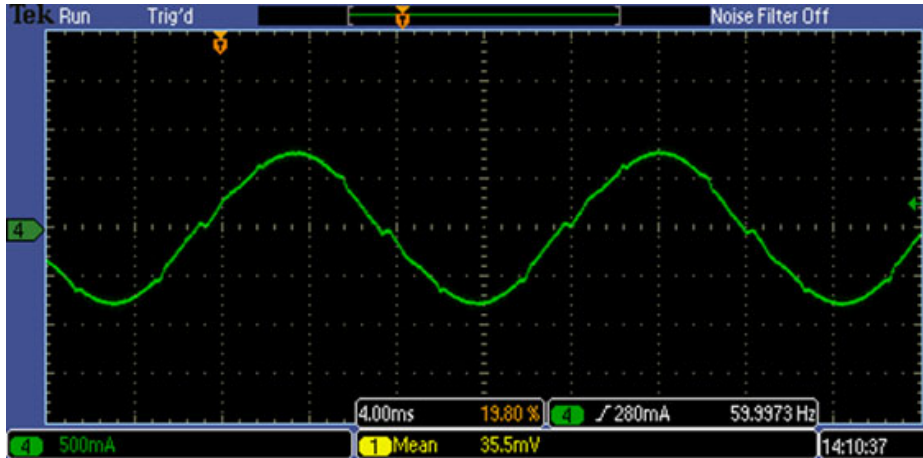 Tek Run Trig'd Noise Filter Off
4
4.00ms 19.80 % 4 280mA 59.9973 Hz
4 500mA 1 Mean 35.5mV 14:10:37